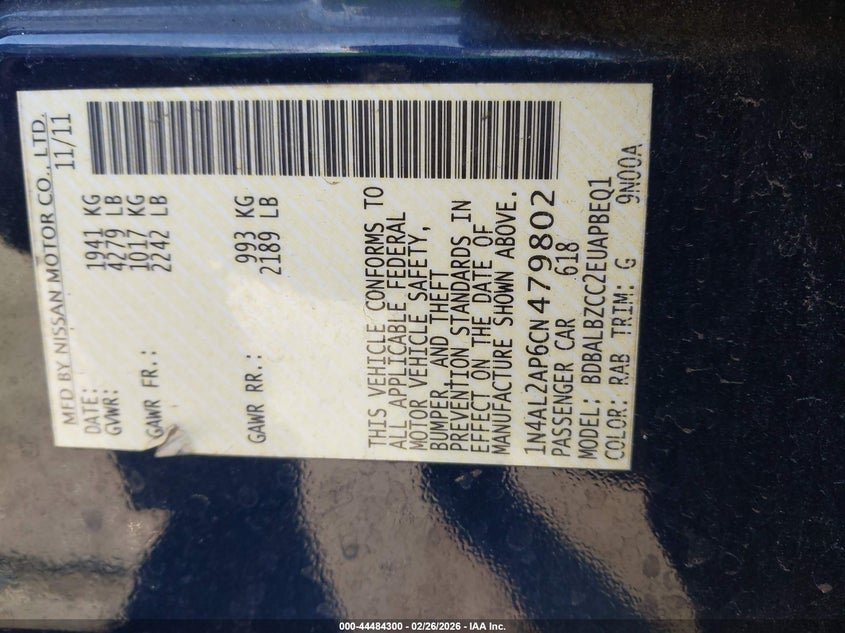 MFD BY NISSAN MOTOR CO., LTD.
DATE: 11/11
GVWR: 1941 KG
4279 LB
GAWR FR.: 1017 KG
2242 LB
GAWR RR.: 993 KG
2189 LB
THIS VEHICLE CONFORMS TO
ALL APPLICABLE FEDERAL
MOTOR VEHICLE SAFETY,
BUMPER, AND THEFT
PREVENTION STANDARDS IN
EFFECT ON THE DATE OF
MANUFACTURE SHOWN ABOVE.
1N4AL2AP6CN479802
PASSENGER CAR 618
MODEL: BDBALBZCC2EUAPBEQ1
COLOR: RAB TRIM: G 9N00A
000-44484300 - 02/26/2026 - IAA Inc.